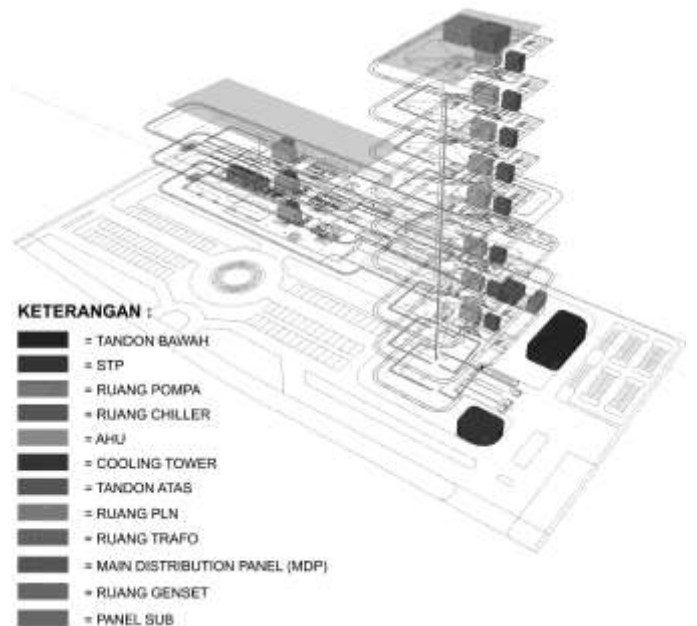 KETERANGAN :
= TANDON BAWAH
= STP
= RUANG POMPA
= RUANG CHILLER
= AHU
= COOLING TOWER
= TANDON ATAS
= RUANG PLN
= RUANG TRAFO
= MAIN DISTRIBUTION PANEL (MDP)
= RUANG GENSET
= PANEL SUB